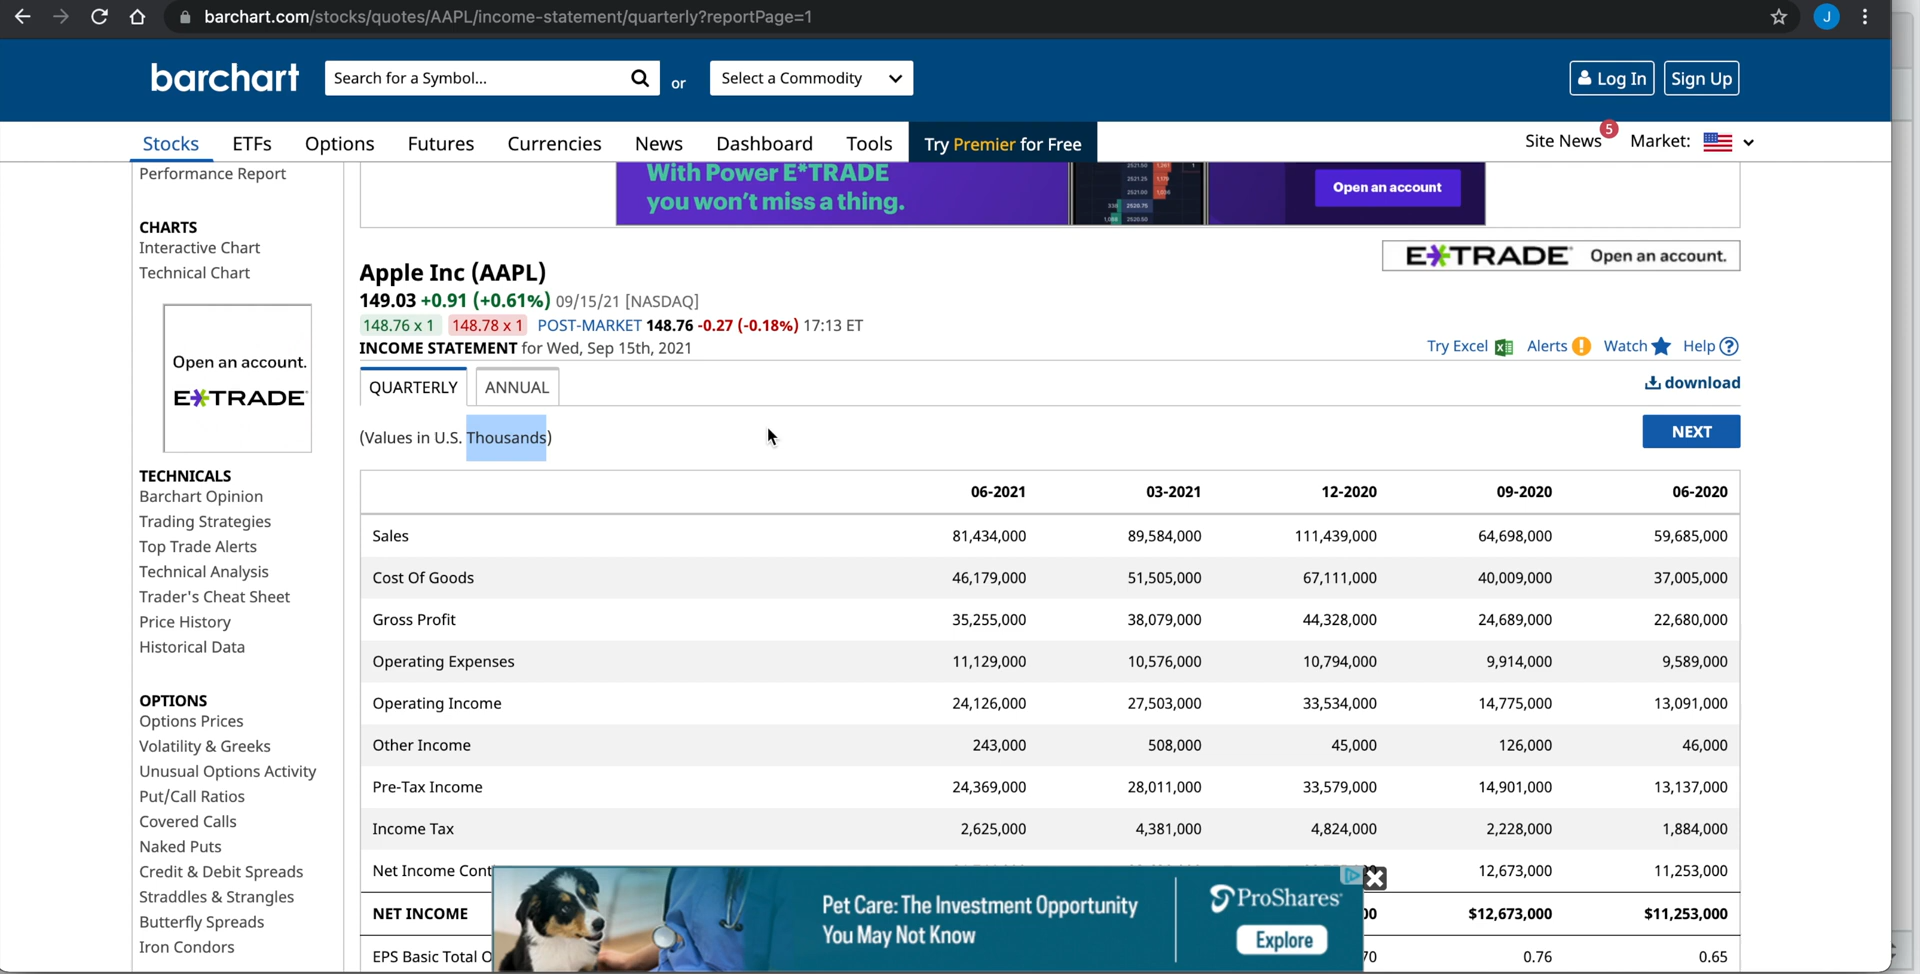 barchart.com/stocks/quotes/AAPL/income-statement/quarterly?reportPage=1
J
barchart
Search for a Symbol...
or
Select a Commodity
Log In
Sign Up
Stocks
ETFs
Options
Futures
Currencies
News
Dashboard
Tools
Try Premier for Free
Site News 5
Market:
Performance Report
CHARTS
Interactive Chart
Technical Chart
Open an account.
E*TRADE
TECHNICALS
Barchart Opinion
Trading Strategies
Top Trade Alerts
Technical Analysis
Trader's Cheat Sheet
Price History
Historical Data
OPTIONS
Options Prices
Volatility & Greeks
Unusual Options Activity
Put/Call Ratios
Covered Calls
Naked Puts
Credit & Debit Spreads
Straddles & Strangles
Butterfly Spreads
Iron Condors
With Power E*TRADE
you won't miss a thing.
Open an account
E*TRADE Open an account.
Apple Inc (AAPL)
149.03 +0.91 (+0.61%) 09/15/21 [NASDAQ]
148.76 x 1 148.78 x 1 POST-MARKET 148.76 -0.27 (-0.18%) 17:13 ET
INCOME STATEMENT for Wed, Sep 15th, 2021
Try Excel Alerts Watch Help
QUARTERLY ANNUAL
download
(Values in U.S. Thousands)
NEXT
06-2021 03-2021 12-2020 09-2020 06-2020
Sales 81,434,000 89,584,000 111,439,000 64,698,000 59,685,000
Cost Of Goods 46,179,000 51,505,000 67,111,000 40,009,000 37,005,000
Gross Profit 35,255,000 38,079,000 44,328,000 24,689,000 22,680,000
Operating Expenses 11,129,000 10,576,000 10,794,000 9,914,000 9,589,000
Operating Income 24,126,000 27,503,000 33,534,000 14,775,000 13,091,000
Other Income 243,000 508,000 45,000 126,000 46,000
Pre-Tax Income 24,369,000 28,011,000 33,579,000 14,901,000 13,137,000
Income Tax 2,625,000 4,381,000 4,824,000 2,228,000 1,884,000
Net Income Cont 12,673,000 11,253,000
NET INCOME 00 $12,673,000 $11,253,000
EPS Basic Total O 70 0.76 0.65
Pet Care: The Investment Opportunity
You May Not Know
ProShares
Explore